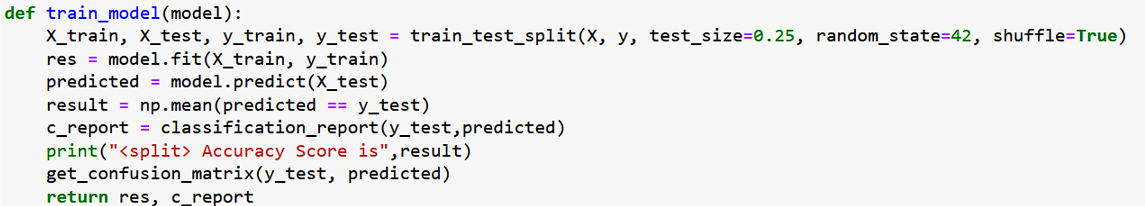 def train_model(model):
    X_train, X_test, y_train, y_test = train_test_split(X, y, test_size=0.25, random_state=42, shuffle=True)
    res = model.fit(X_train, y_train)
    predicted = model.predict(X_test)
    result = np.mean(predicted == y_test)
    c_report = classification_report(y_test,predicted)
    print("<split> Accuracy Score is",result)
    get_confusion_matrix(y_test, predicted)
    return res, c_report